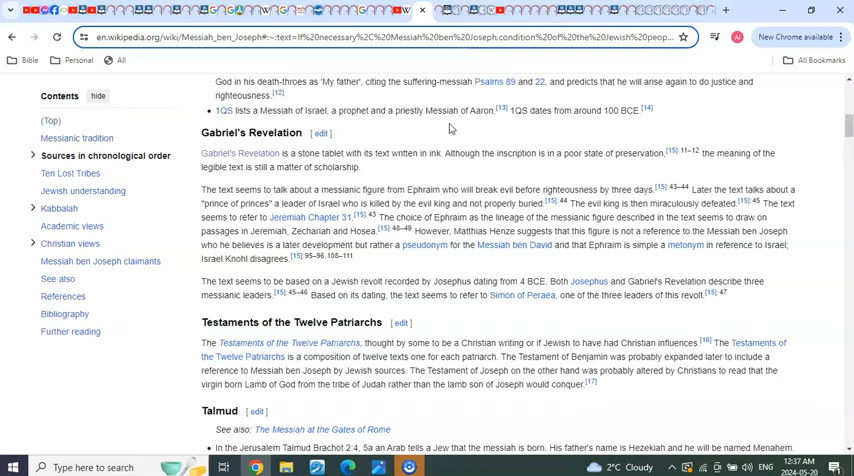 en.wikipedia.org/wiki/Messiah_ben_Joseph#:~:text=If%20necessary%2C%20Messiah%20ben%20Joseph,condition%20of%20the%20Jewish%20peop...
AI
New Chrome available
Bible
Personal
All
All Bookmarks
Contents
hide
(Top)
Messianic tradition
Sources in chronological order
Ten Lost Tribes
Jewish understanding
Kabbalah
Academic views
Christian views
Messiah ben Joseph claimants
See also
References
Bibliography
Further reading
God in his death-throes as 'My father', citing the suffering-messiah Psalms 89 and 22, and predicts that he will arise again to do justice and
righteousness.[12]
• 1QS lists a Messiah of Israel, a prophet and a priestly Messiah of Aaron.[13] 1QS dates from around 100 BCE.[14]
Gabriel's Revelation [ edit ]
Gabriel's Revelation is a stone tablet with its text written in ink. Although the inscription is in a poor state of preservation,[15]: 11–12 the meaning of the
legible text is still a matter of scholarship.
The text seems to talk about a messianic figure from Ephraim who will break evil before righteousness by three days.[15]: 43–44 Later the text talks about a
"prince of princes" a leader of Israel who is killed by the evil king and not properly buried.[15]: 44 The evil king is then miraculously defeated.[15]: 45 The text
seems to refer to Jeremiah Chapter 31.[15]: 43 The choice of Ephraim as the lineage of the messianic figure described in the text seems to draw on
passages in Jeremiah, Zechariah and Hosea.[15]: 48–49 However, Matthias Henze suggests that this figure is not a reference to the Messiah ben Joseph
who he believes is a later development but rather a pseudonym for the Messiah ben David and that Ephraim is simple a metonym in reference to Israel;
Israel Knohl disagrees.[15]: 95–96, 108–111
The text seems to be based on a Jewish revolt recorded by Josephus dating from 4 BCE. Both Josephus and Gabriel's Revelation describe three
messianic leaders.[15]: 45–46 Based on its dating, the text seems to refer to Simon of Peraea, one of the three leaders of this revolt.[15]: 47
Testaments of the Twelve Patriarchs [ edit ]
The Testaments of the Twelve Patriarchs, thought by some to be a Christian writing or if Jewish to have had Christian influences.[16] The Testaments of
the Twelve Patriarchs is a composition of twelve texts one for each patriarch. The Testament of Benjamin was probably expanded later to include a
reference to Messiah ben Joseph by Jewish sources. The Testament of Joseph on the other hand was probably altered by Christians to read that the
virgin born Lamb of God from the tribe of Judah rather than the lamb son of Joseph would conquer.[17]
Talmud [ edit ]
See also: The Messiah at the Gates of Rome
• In the Jerusalem Talmud Brachot 2:4, 5a an Arab tells a Jew that the messiah is born. His father's name is Hezekiah and he will be named Menahem.
Type here to search
2°C Cloudy
ENG
12:37 AM
2024-05-20